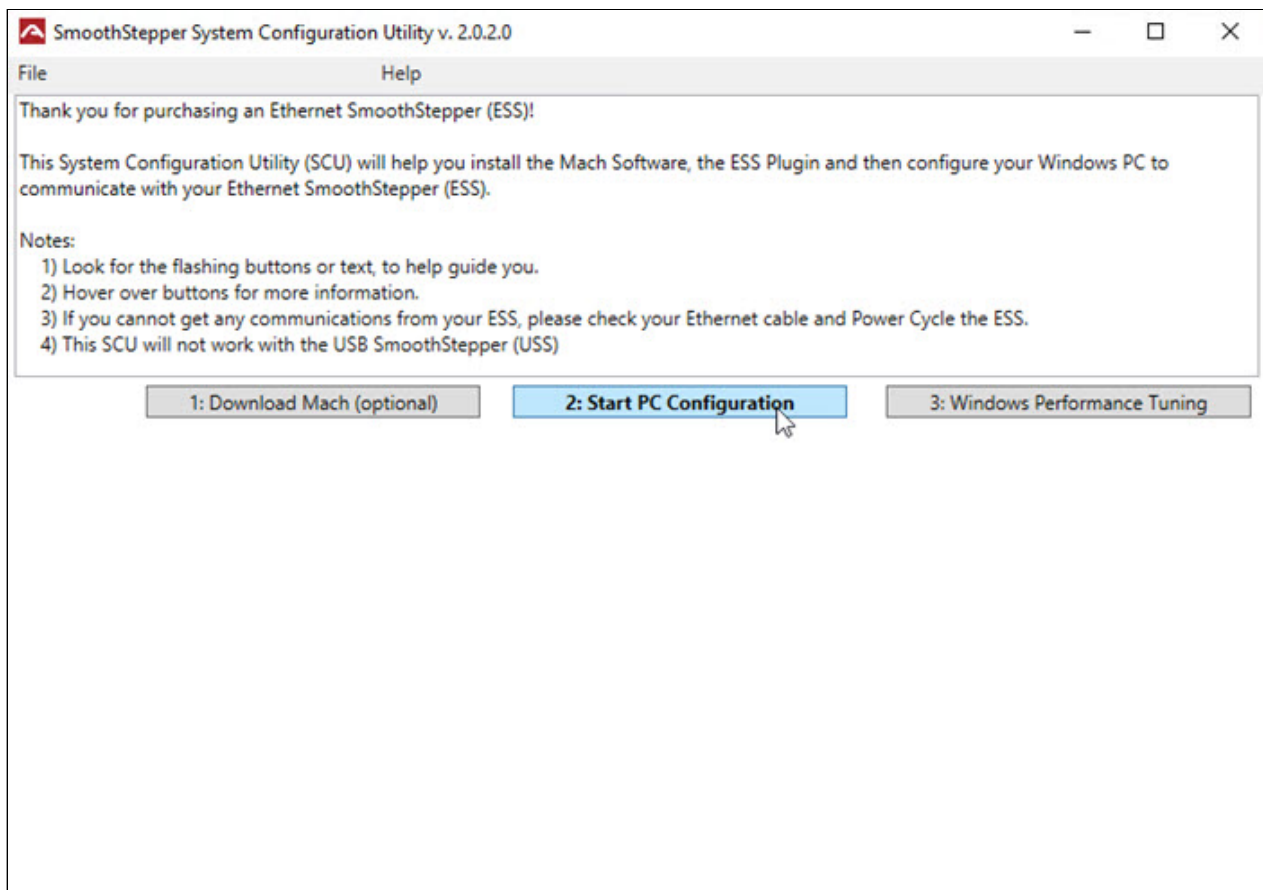 SmoothStepper System Configuration Utility v. 2.0.2.0
File Help
Thank you for purchasing an Ethernet SmoothStepper (ESS)!
This System Configuration Utility (SCU) will help you install the Mach Software, the ESS Plugin and then configure your Windows PC to
communicate with your Ethernet SmoothStepper (ESS).
Notes:
1) Look for the flashing buttons or text, to help guide you.
2) Hover over buttons for more information.
3) If you cannot get any communications from your ESS, please check your Ethernet cable and Power Cycle the ESS.
4) This SCU will not work with the USB SmoothStepper (USS)
1: Download Mach (optional) 2: Start PC Configuration 3: Windows Performance Tuning